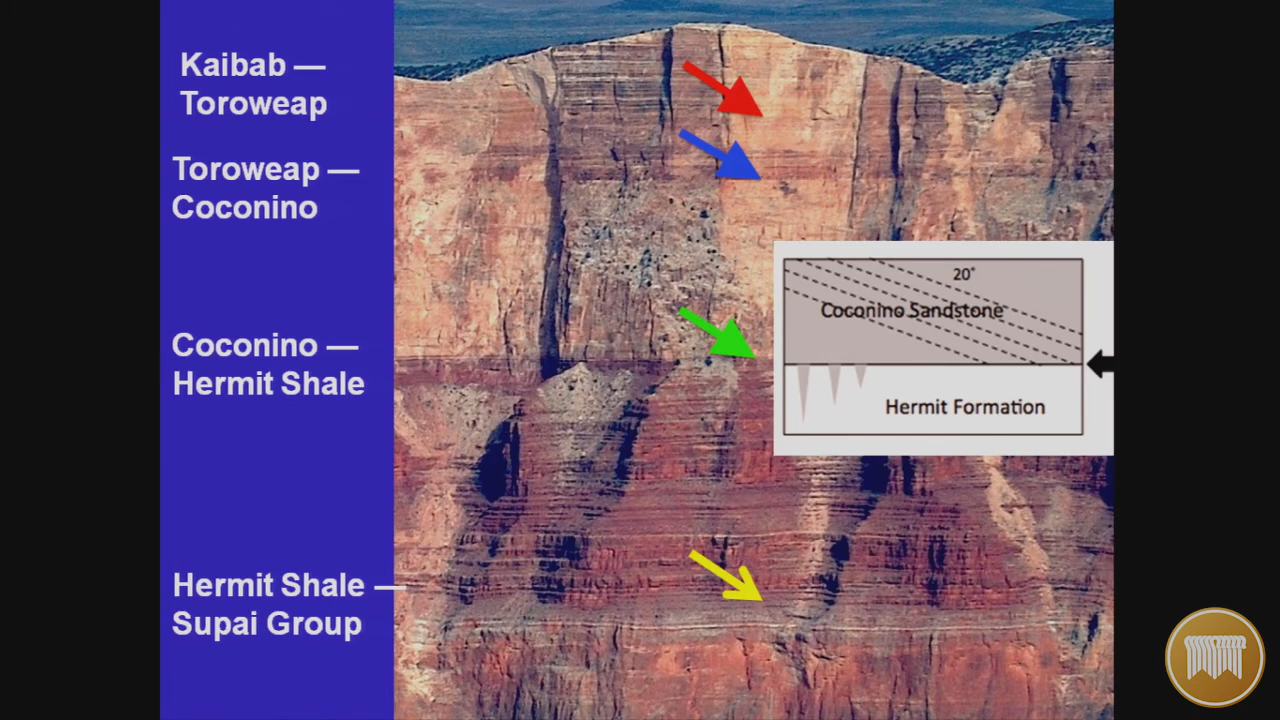 Kaibab —
Toroweap
Toroweap —
Coconino
Coconino —
Hermit Shale
Hermit Shale —
Supai Group
20°
Coconino Sandstone
Hermit Formation